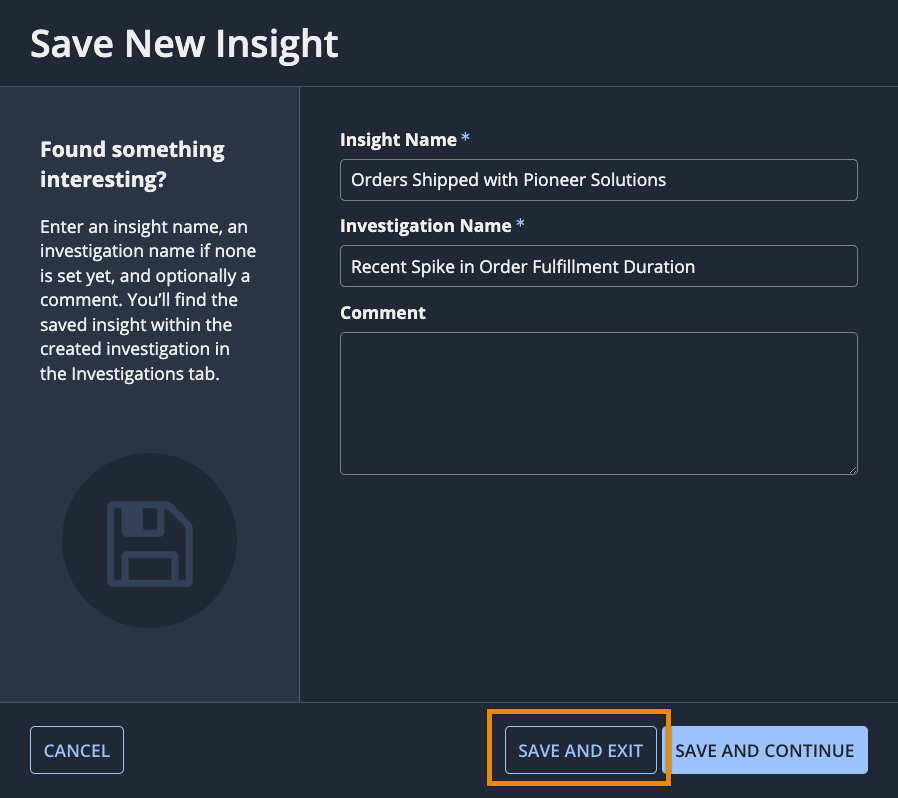 Save New Insight
Found something
interesting?
Enter an insight name, an
investigation name if none
is set yet, and optionally a
comment. You’ll find the
saved insight within the
created investigation in
the Investigations tab.
Insight Name *
Orders Shipped with Pioneer Solutions
Investigation Name *
Recent Spike in Order Fulfillment Duration
Comment
CANCEL
SAVE AND EXIT
SAVE AND CONTINUE